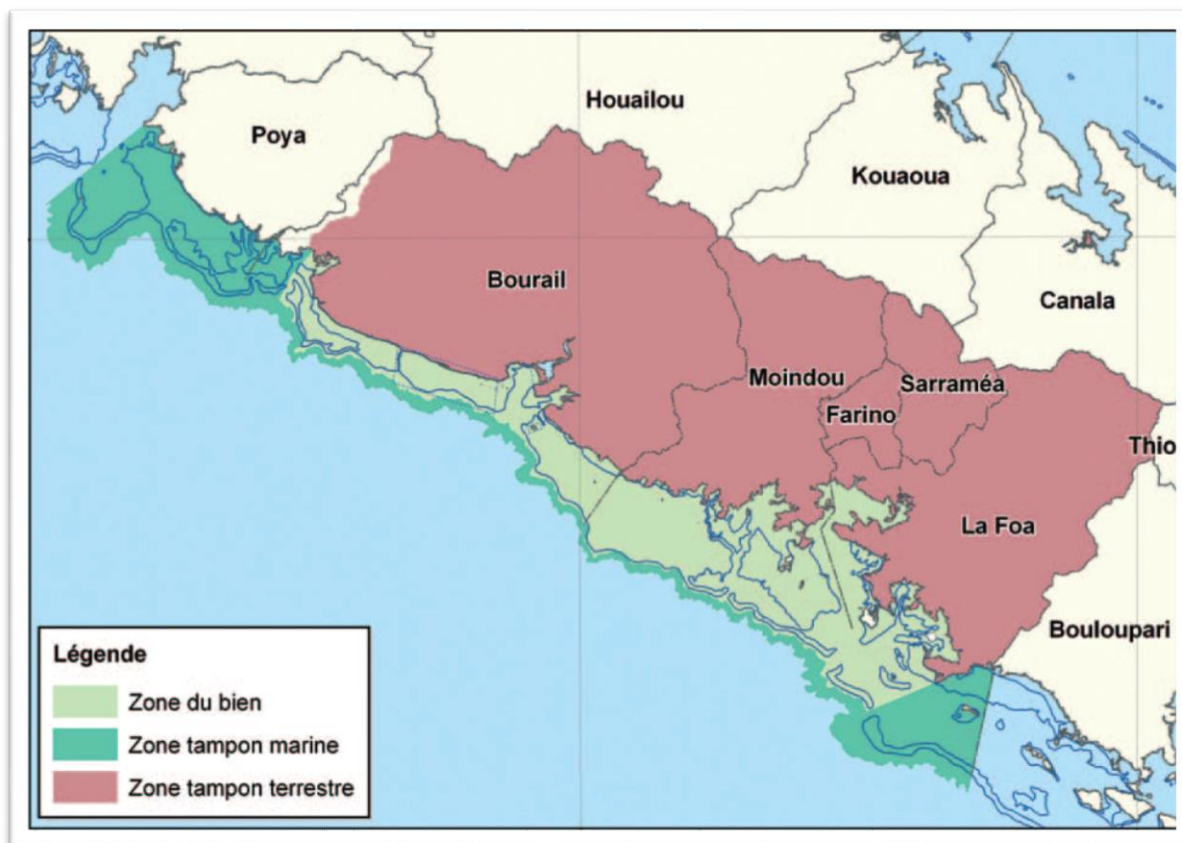 Houailou
Poya
Kouaoua
Bourail
Canala
Moindou
Sarraméa
Farino
Thio
La Foa
Bouloupari
Légende
Zone du bien
Zone tampon marine
Zone tampon terrestre